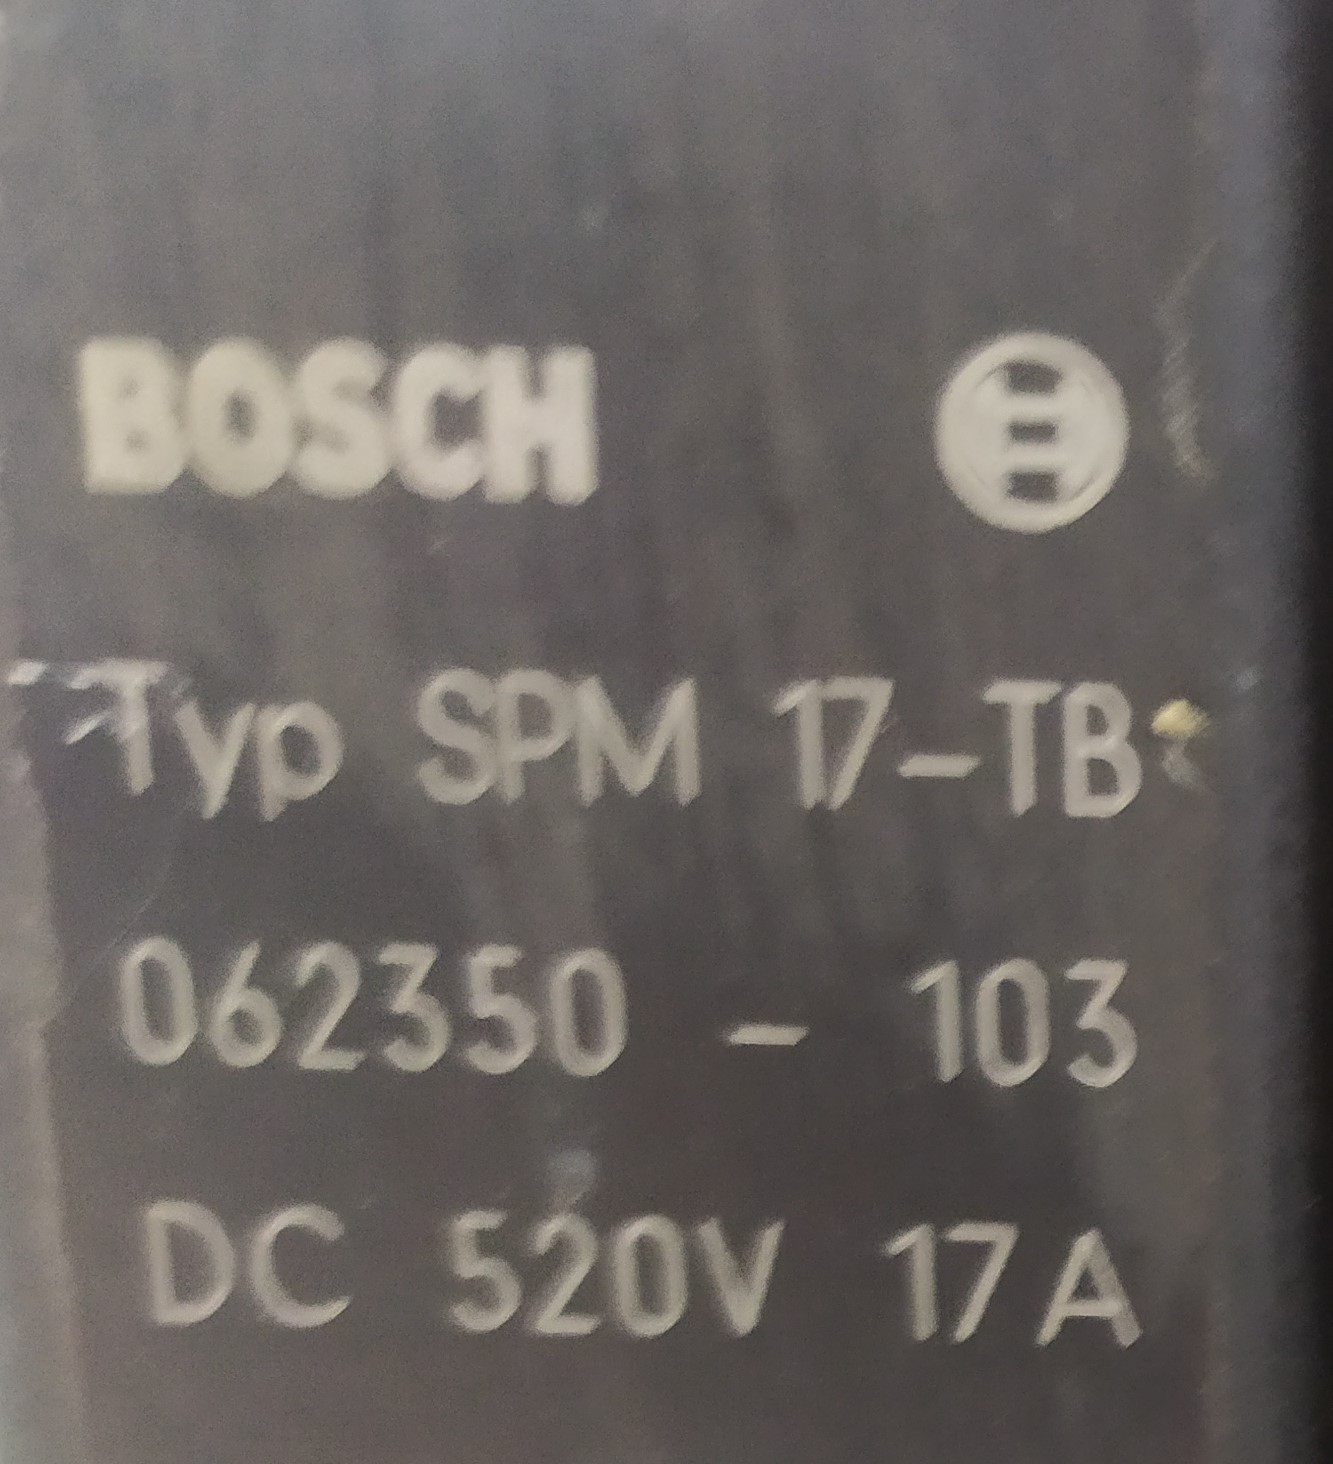 BOSCH
Typ SPM 17-TB
062350 - 103
DC 520V 17A